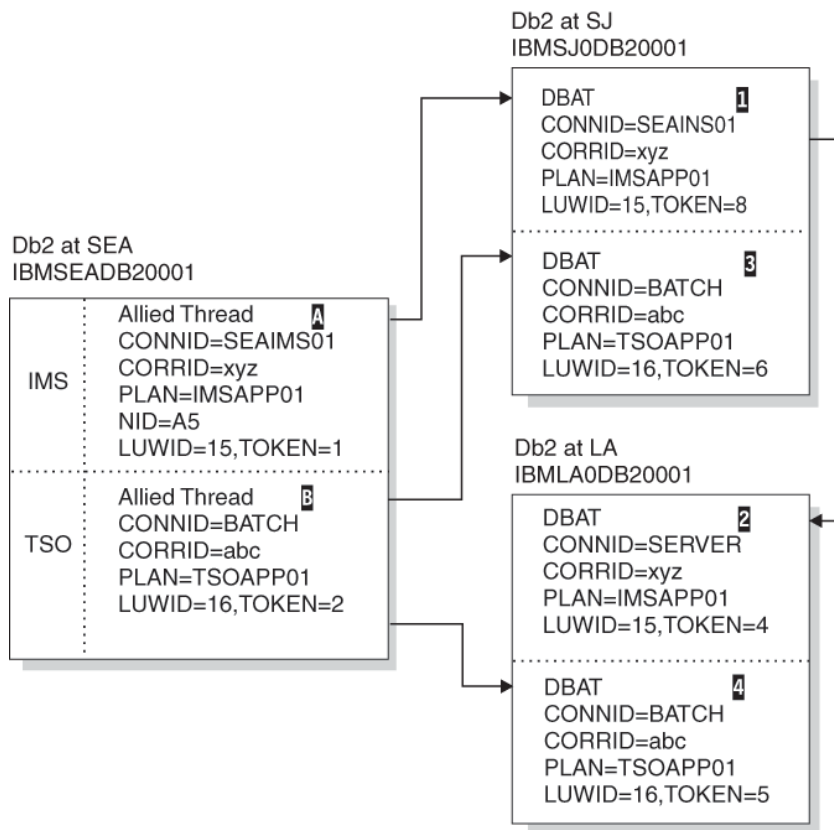 Db2 at SJ
IBMSJ0DB20001
DBAT 1
CONNID=SEAINS01
CORRID=xyz
PLAN=IMSAPP01
LUWID=15,TOKEN=8
DBAT 3
CONNID=BATCH
CORRID=abc
PLAN=TSOAPP01
LUWID=16,TOKEN=6
Db2 at SEA
IBMSEADB20001
IMS
Allied Thread A
CONNID=SEAIMS01
CORRID=xyz
PLAN=IMSAPP01
NID=A5
LUWID=15,TOKEN=1
TSO
Allied Thread B
CONNID=BATCH
CORRID=abc
PLAN=TSOAPP01
LUWID=16,TOKEN=2
Db2 at LA
IBMLA0DB20001
DBAT 2
CONNID=SERVER
CORRID=xyz
PLAN=IMSAPP01
LUWID=15,TOKEN=4
DBAT 4
CONNID=BATCH
CORRID=abc
PLAN=TSOAPP01
LUWID=16,TOKEN=5